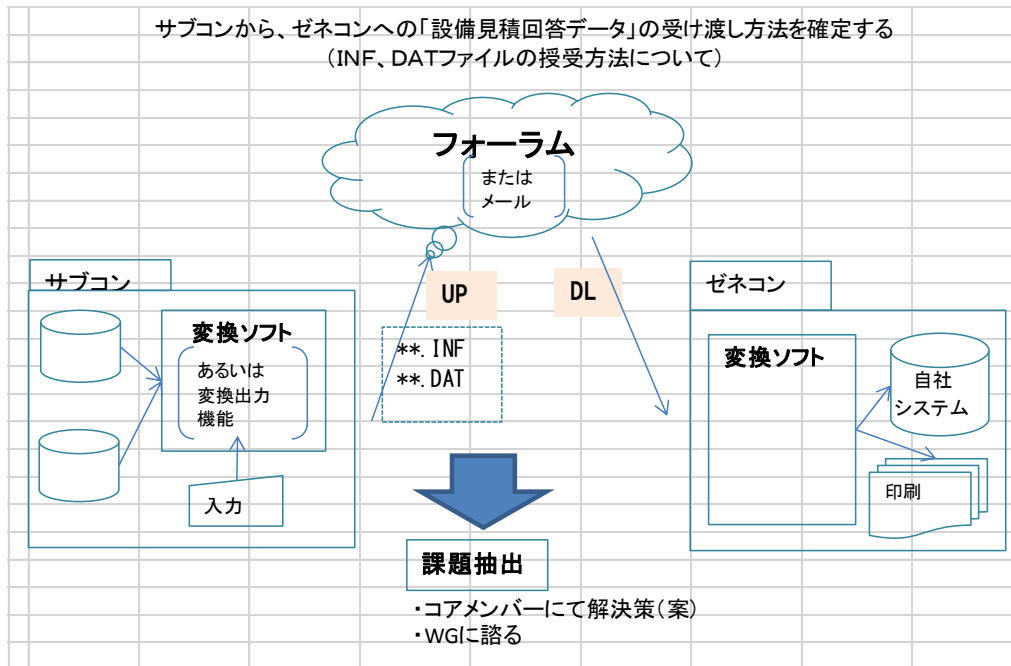 サブコンから、ゼネコンへの「設備見積回答データ」の受け渡し方法を確定する
(INF、DATファイルの授受方法について)
フォーラム
または
メール
サブコン
UP
DL
ゼネコン
変換ソフト
あるいは
変換出力
機能
入力
**.INF
**.DAT
変換ソフト
自社
システム
印刷
課題抽出
・コアメンバーにて解決策(案)
・WGに諮る